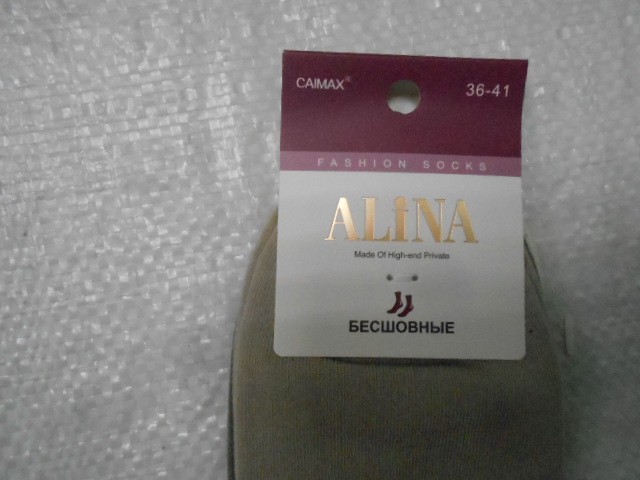 CAIMAX® 36-41
FASHION SOCKS
ALiNA
Made Of High-end Private
БЕСШОВНЫЕ